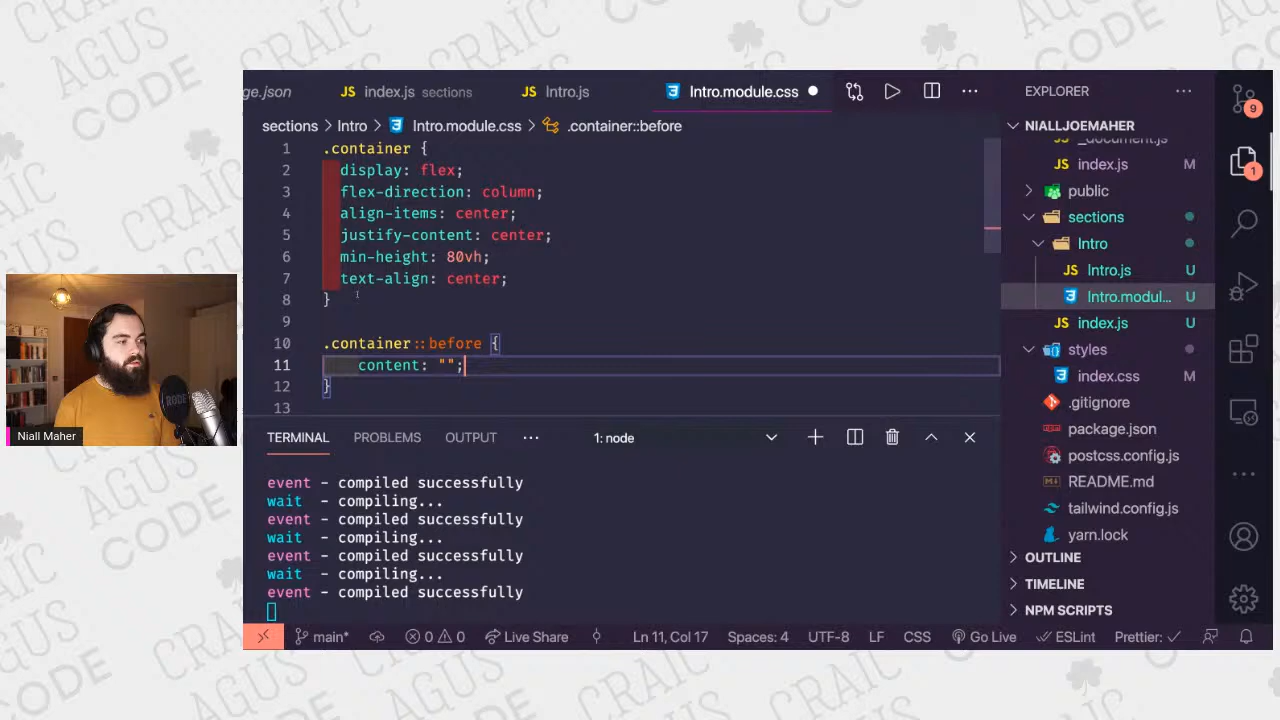 CRAIC
AGUS
CODE
ge.json
JS index.js sections
JS Intro.js
Intro.module.css
EXPLORER
sections > Intro > Intro.module.css > .container::before
1 .container {
2 display: flex;
3 flex-direction: column;
4 align-items: center;
5 justify-content: center;
6 min-height: 80vh;
7 text-align: center;
8 }
9
10 .container::before {
11 content: "";
12 }
13
NIALLJOEMAHER
_document.js
JS index.js M
public
sections
Intro
JS Intro.js U
Intro.modul... U
JS index.js U
styles
index.css M
.gitignore
package.json
postcss.config.js
README.md
tailwind.config.js
yarn.lock
OUTLINE
TIMELINE
NPM SCRIPTS
9
1
Niall Maher
TERMINAL PROBLEMS OUTPUT ... 1: node
event - compiled successfully
wait - compiling...
event - compiled successfully
wait - compiling...
event - compiled successfully
wait - compiling...
event - compiled successfully
main* 0 0 Live Share Ln 11, Col 17 Spaces: 4 UTF-8 LF CSS Go Live ESLint Prettier: